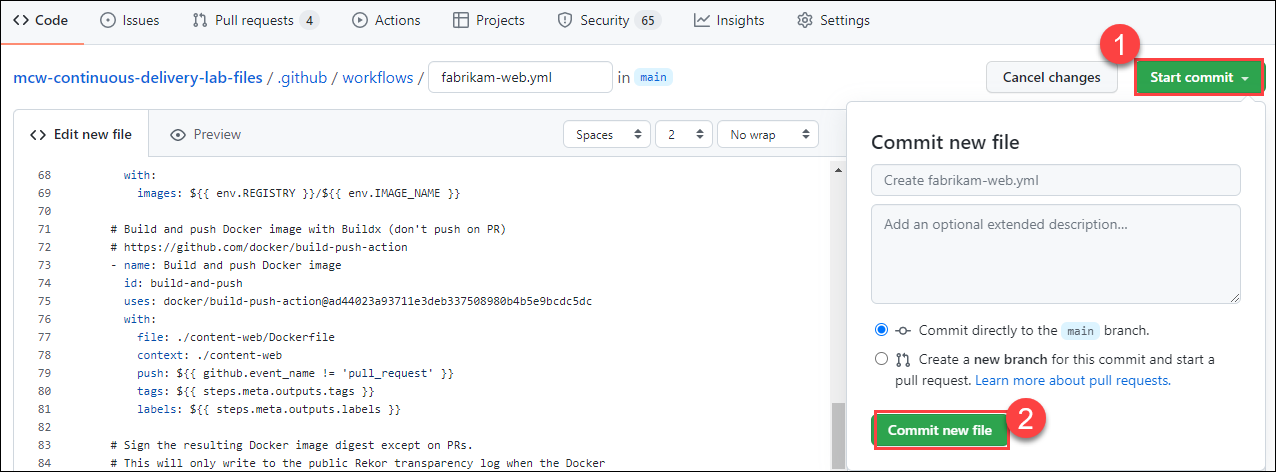 Code Issues Pull requests 4 Actions Projects Security 65 Insights Settings
1
mcw-continuous-delivery-lab-files / .github / workflows / fabrikam-web.yml in main Cancel changes Start commit
Edit new file Preview Spaces 2 No wrap
68 with:
69 images: ${{ env.REGISTRY }}/${{ env.IMAGE_NAME }}
70
71 # Build and push Docker image with Buildx (don't push on PR)
72 # https://github.com/docker/build-push-action
73 - name: Build and push Docker image
74 id: build-and-push
75 uses: docker/build-push-action@ad44023a93711e3deb337508980b4b5e9bcdc5dc
76 with:
77 file: ./content-web/Dockerfile
78 context: ./content-web
79 push: ${{ github.event_name != 'pull_request' }}
80 tags: ${{ steps.meta.outputs.tags }}
81 labels: ${{ steps.meta.outputs.labels }}
82
83 # Sign the resulting Docker image digest except on PRs.
84 # This will only write to the public Rekor transparency log when the Docker
Commit new file
Create fabrikam-web.yml
Add an optional extended description...
Commit directly to the main branch.
Create a new branch for this commit and start a
pull request. Learn more about pull requests.
2
Commit new file